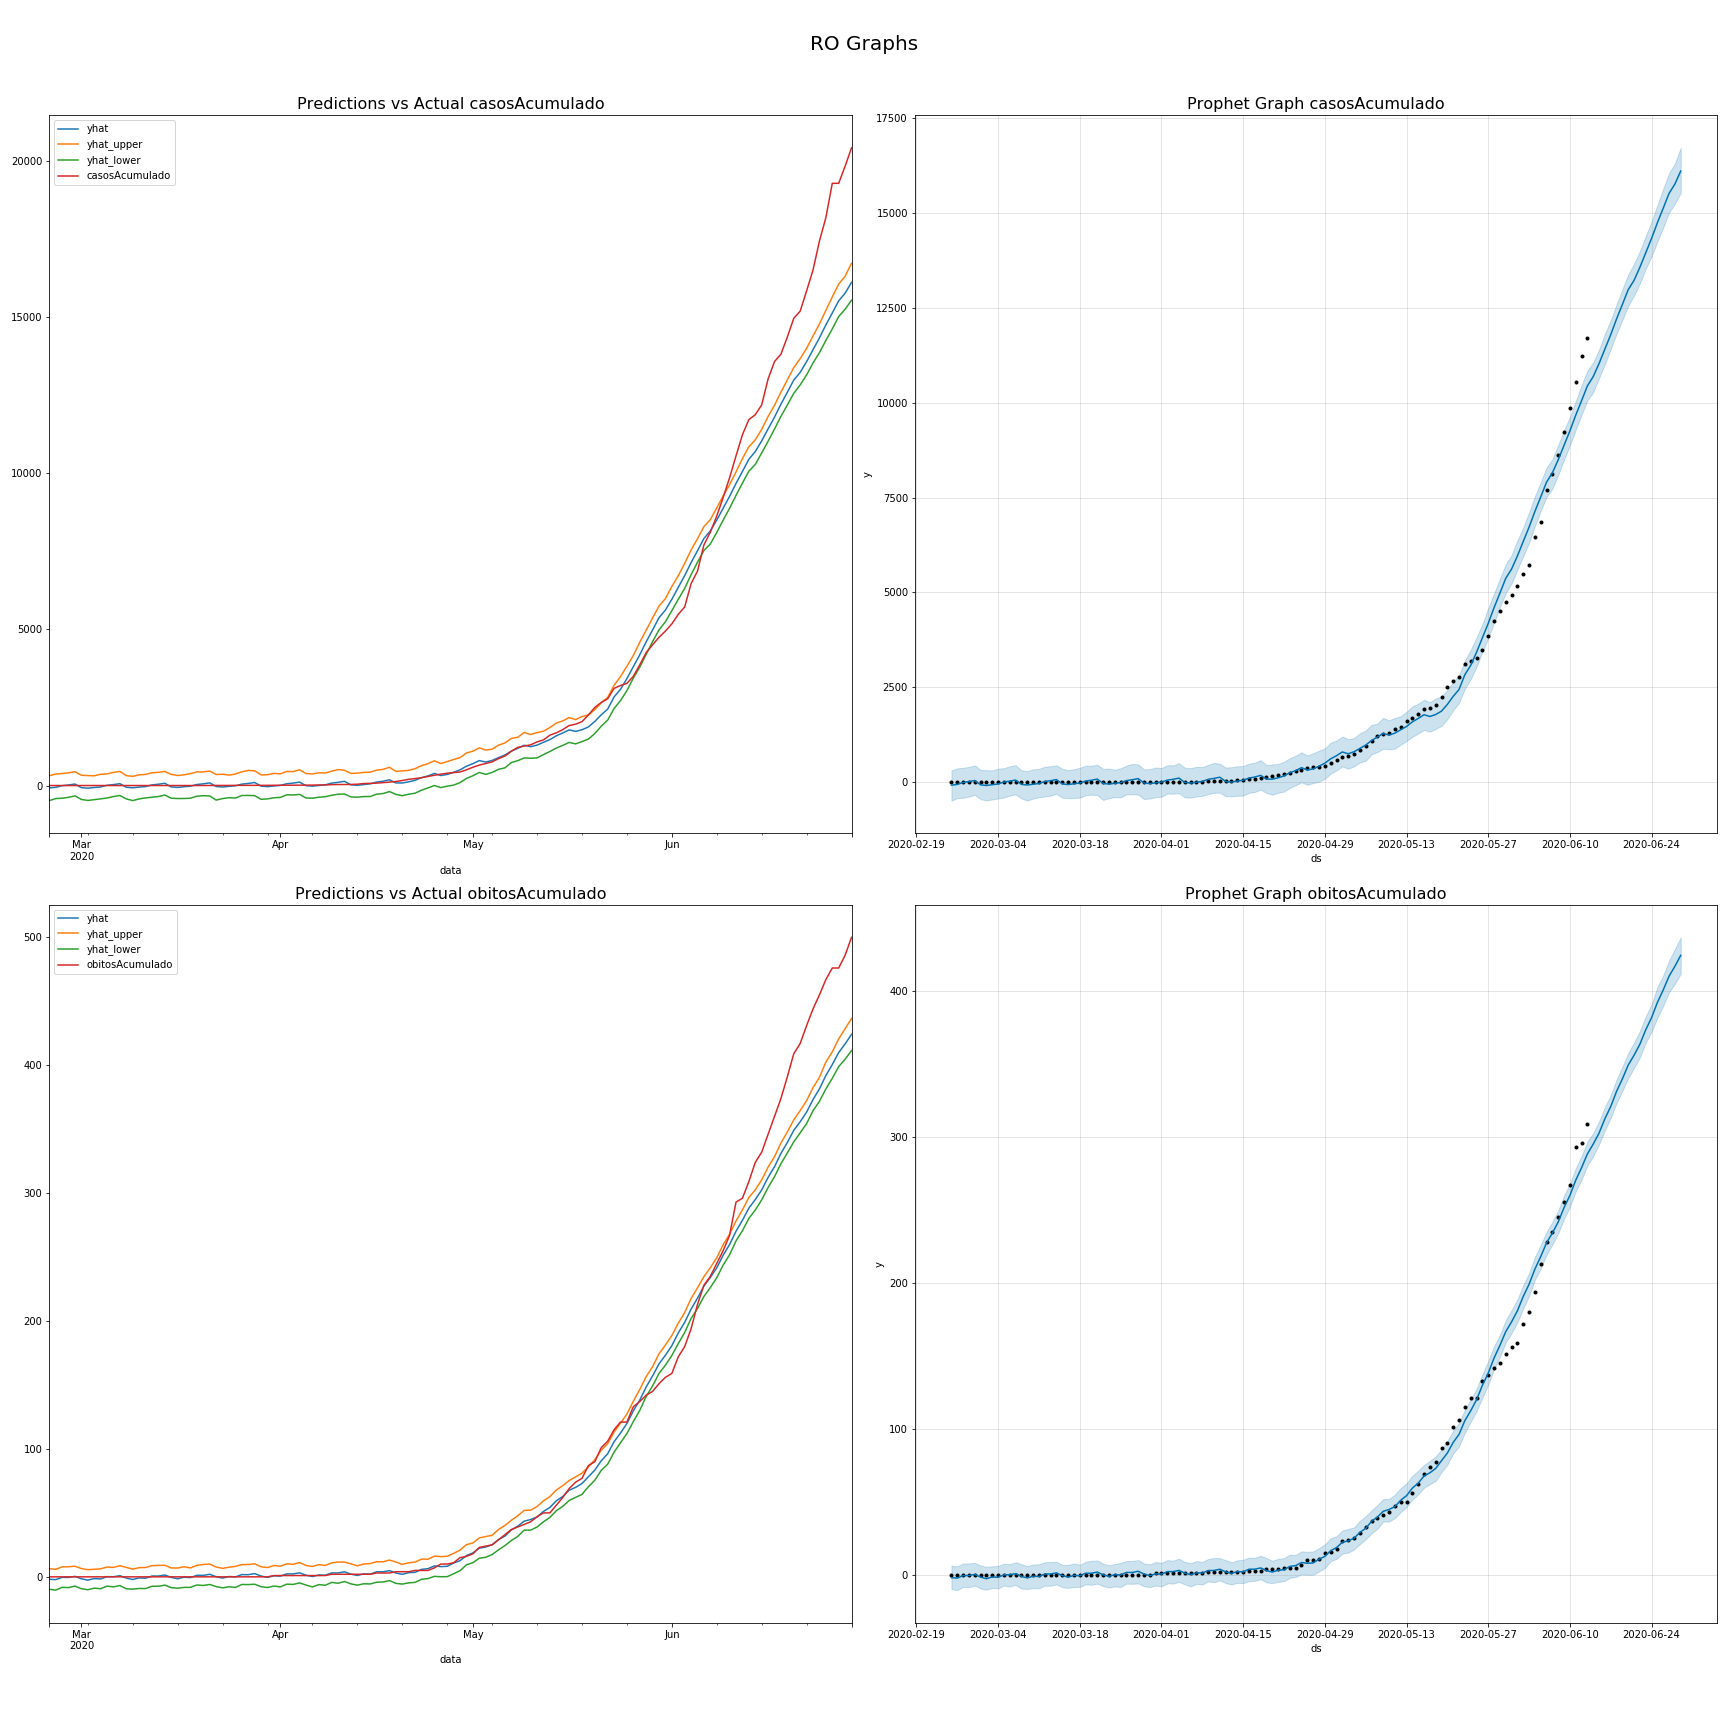 RO Graphs
Predictions vs Actual casosAcumulado
yhat
yhat_upper
yhat_lower
casosAcumulado
20000
15000
10000
5000
0
Mar
2020
Apr
May
Jun
data
Prophet Graph casosAcumulado
17500
15000
12500
10000
7500
5000
2500
0
y
2020-02-19 2020-03-04 2020-03-18 2020-04-01 2020-04-15 2020-04-29 2020-05-13 2020-05-27 2020-06-10 2020-06-24
ds
Predictions vs Actual obitosAcumulado
yhat
yhat_upper
yhat_lower
obitosAcumulado
500
400
300
200
100
0
Mar
2020
Apr
May
Jun
data
Prophet Graph obitosAcumulado
400
300
200
100
0
y
2020-02-19 2020-03-04 2020-03-18 2020-04-01 2020-04-15 2020-04-29 2020-05-13 2020-05-27 2020-06-10 2020-06-24
ds